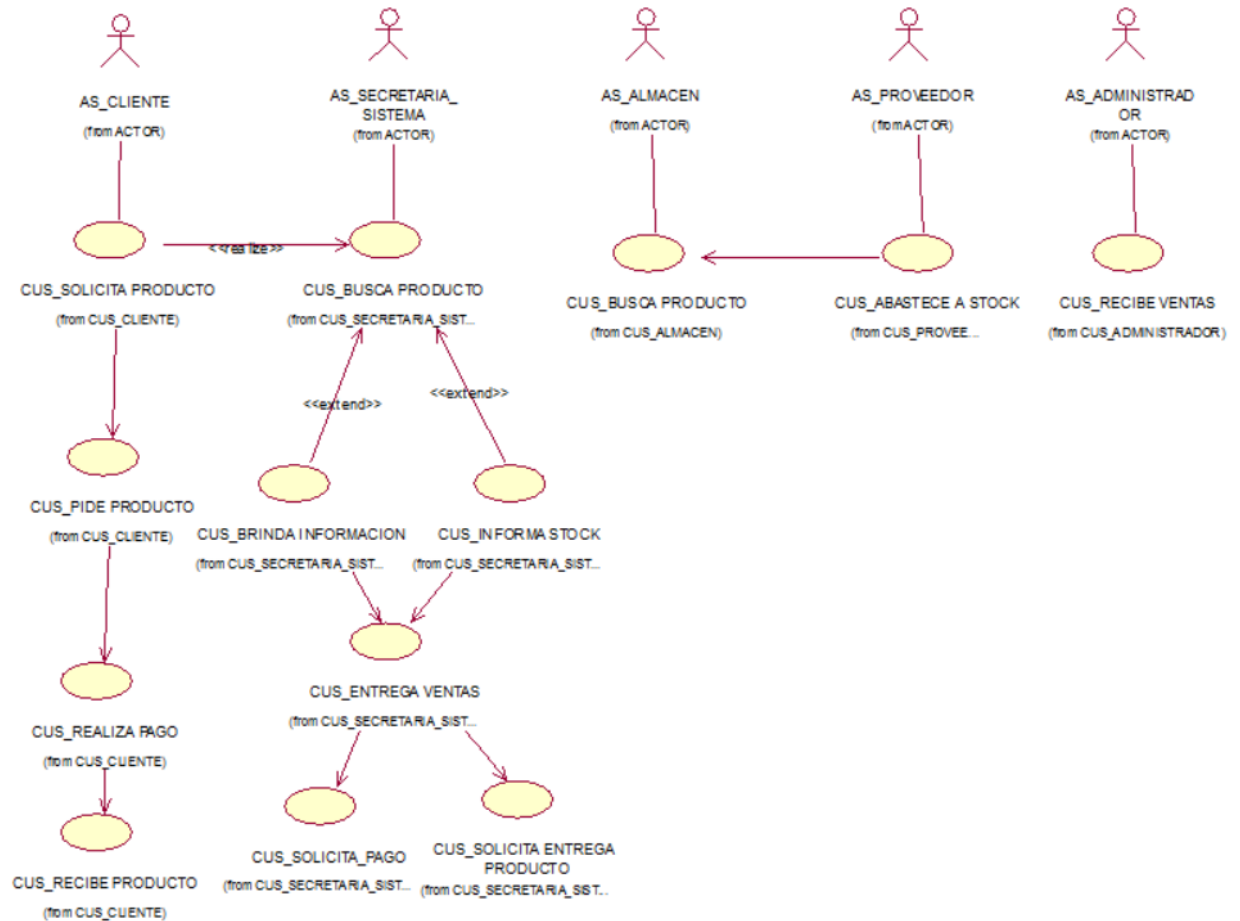 AS_CLIENTE
(from ACTOR)
AS_SECRETARIA_
SISTEMA
(from ACTOR)
AS_ALMACEN
(from ACTOR)
AS_PROVEEDOR
(from ACTOR)
AS_ADMINISTRAD
OR
(from ACTOR)
<<realize>>
CUS_SOLICITA PRODUCTO
(from CUS_CLIENTE)
CUS_BUSCA PRODUCTO
(from CUS_SECRETARIA_SIST...
CUS_BUSCA PRODUCTO
(from CUS_ALMACEN)
CUS_ABASTECE A STOCK
(from CUS_PROVEE...
CUS_RECIBE VENTAS
(from CUS_ADMINISTRADOR)
<<extend>>
<<extend>>
CUS_PIDE PRODUCTO
(from CUS_CLIENTE)
CUS_BRINDA INFORMACION
(from CUS_SECRETARIA_SIST...
CUS_INFORMA STOCK
(from CUS_SECRETARIA_SIST...
CUS_ENTREGA VENTAS
(from CUS_SECRETARIA_SIST...
CUS_REALIZA PAGO
(from CUS_CLIENTE)
CUS_SOLICITA_PAGO
(from CUS_SECRETARIA_SIST...
CUS_SOLICITA ENTREGA
PRODUCTO
(from CUS_SECRETARIA_SIST...
CUS_RECIBE PRODUCTO
(from CUS_CLIENTE)